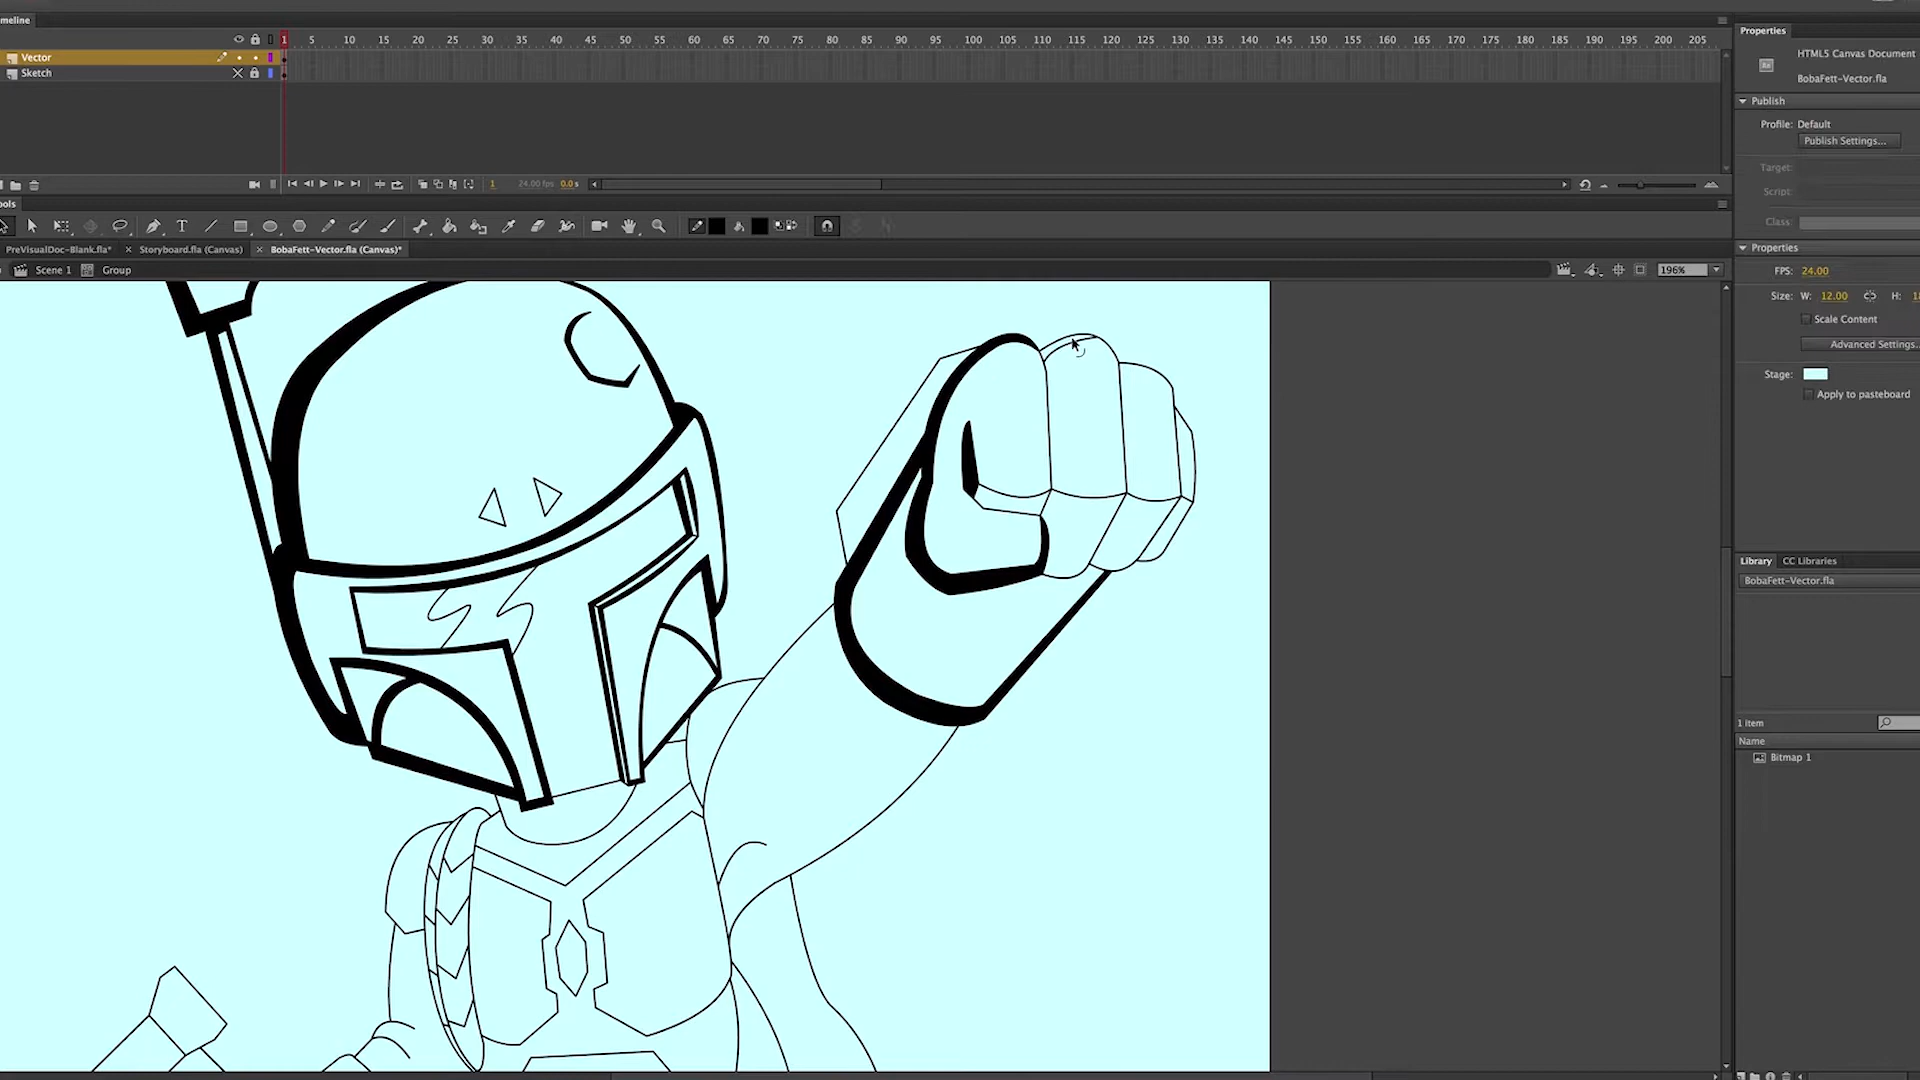 meline
1 5 10 15 20 25 30 35 40 45 50 55 60 65 70 75 80 85 90 95 100 105 110 115 120 125 130 135 140 145 150 155 160 165 170 175 180 185 190 195 200 205
Vector
Sketch
1 24.00 fps 0.0 s
ools
PreVisualDoc-Blank.fla* × Storyboard.fla (Canvas) × BobaFett-Vector.fla (Canvas)*
Scene 1 Group
196%
Properties
HTML5 Canvas Document
BobaFett-Vector.fla
Publish
Profile: Default
Publish Settings...
Target:
Script:
Class:
Properties
FPS: 24.00
Size: W: 12.00 H:
Scale Content
Advanced Settings..
Stage:
Apply to pasteboard
Library CC Libraries
BobaFett-Vector.fla
1 item
Name
Bitmap 1